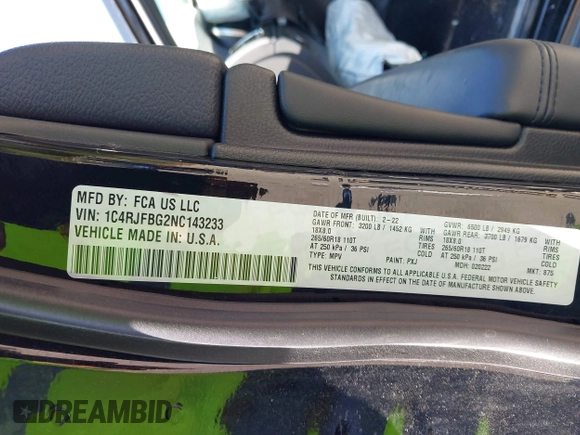 MFD BY: FCA US LLC
VIN: 1C4RJFBG2NC143233
VEHICLE MADE IN: U.S.A.
DATE OF MFR (BUILT): 2-22 GVWR: 6500 LB / 2949 KG
GAWR FRONT: 3200 LB / 1452 KG WITH GAWR REAR: 3700 LB / 1679 KG WITH
18X8.0 RIMS 18X8.0 RIMS
265/60R18 110T TIRES 265/60R18 110T TIRES
AT 250 kPa / 36 PSI COLD AT 250 kPa / 36 PSI COLD
TYPE: MPV PAINT: PXJ MDH: 020222 MKT: 875
THIS VEHICLE CONFORMS TO ALL APPLICABLE U.S.A. FEDERAL MOTOR VEHICLE SAFETY
STANDARDS IN EFFECT ON THE DATE OF MANUFACTURE SHOWN ABOVE.
DREAMBID